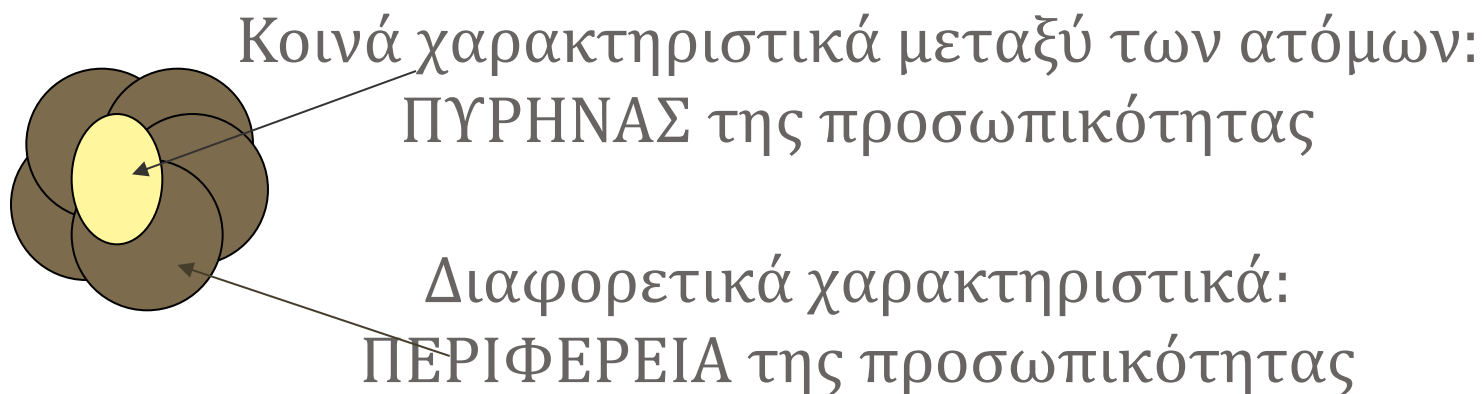 Κοινά χαρακτηριστικά μεταξύ των ατόμων:
ΠΥΡΗΝΑΣ της προσωπικότητας
Διαφορετικά χαρακτηριστικά:
ΠΕΡΙΦΕΡΕΙΑ της προσωπικότητας